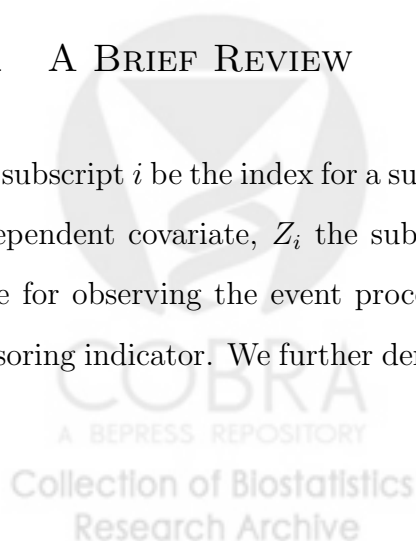 A Brief Review
subscript i be the index for a su
ependent covariate, Z_i the sub
e for observing the event proc
soring indicator. We further den
COBRA
A BEPRESS REPOSITORY
Collection of Biostatistics
Research Archive